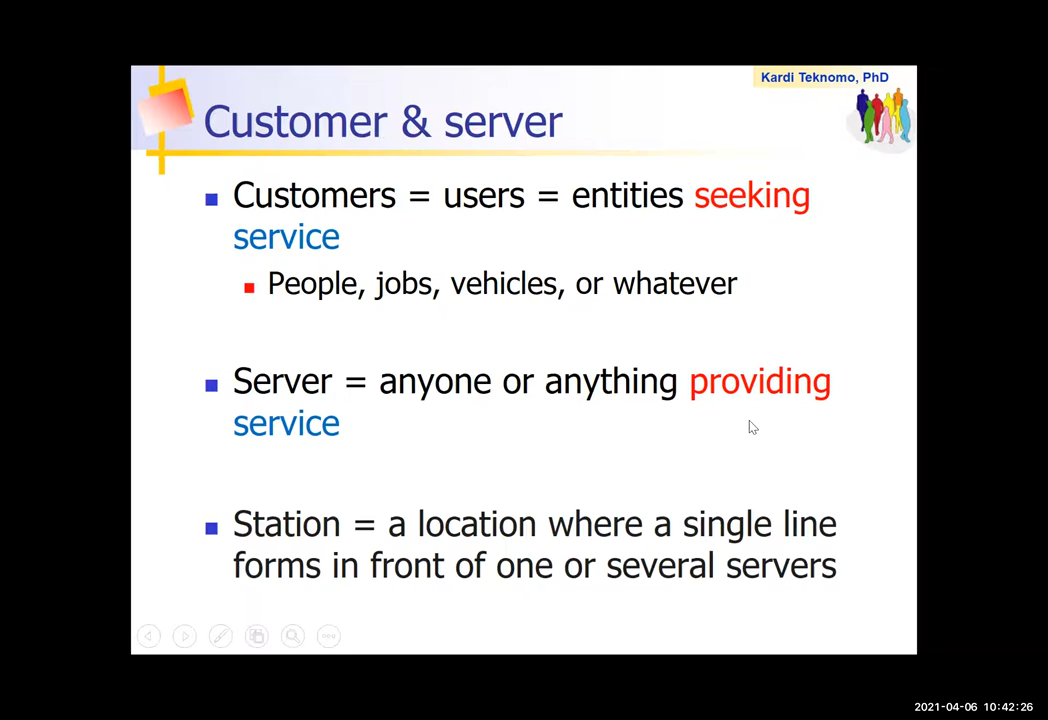 Kardi Teknomo, PhD
Customer & server
Customers = users = entities seeking
service
People, jobs, vehicles, or whatever
Server = anyone or anything providing
service
Station = a location where a single line
forms in front of one or several servers
2021-04-06 10:42:26